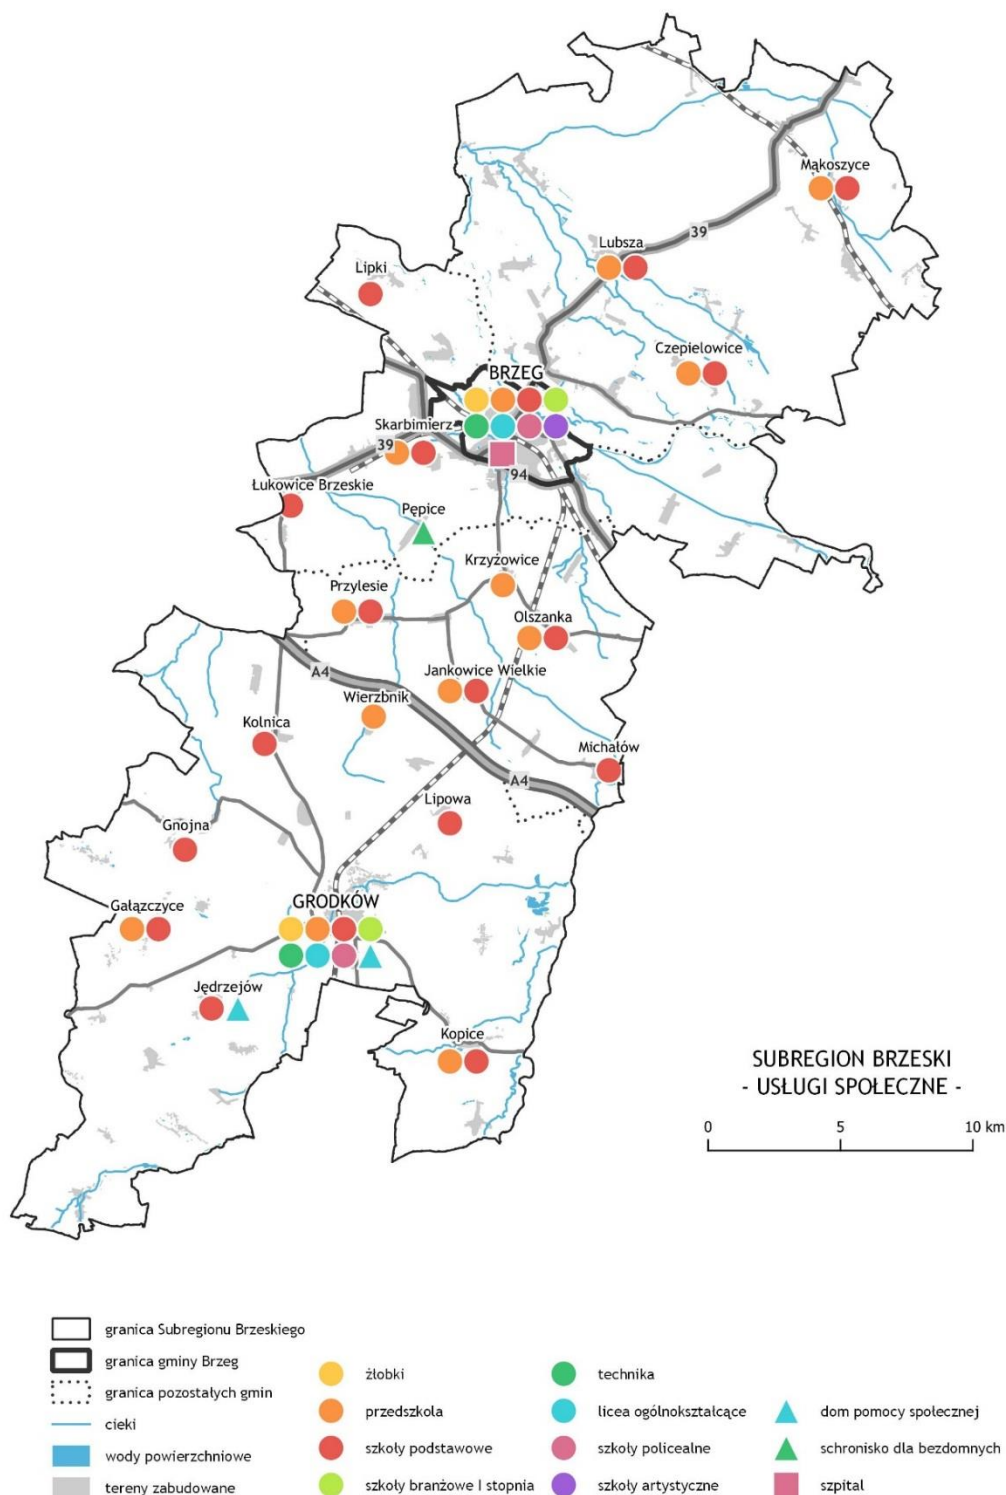 Mąkoszyce
39
Lubsza
Lipki
Czepielowice
BRZEG
Skarbimierz
39
94
Łukowice Brzeskie
Pępice
Krzyżowice
Przylesie
Olszanka
A4
Jankowice Wielkie
Wierzbnik
Kolnica
Michałów
A4
Lipowa
Gnojna
GRODKÓW
Gałązczyce
Jędrzejów
Kopice
SUBREGION BRZESKI
- USŁUGI SPOŁECZNE -
0 5 10 km
granica Subregionu Brzeskiego
granica gminy Brzeg
granica pozostałych gmin
cieki
wody powierzchniowe
tereny zabudowane
żłobki
przedszkola
szkoły podstawowe
szkoły branżowe I stopnia
technika
licea ogólnokształcące
szkoły policealne
szkoły artystyczne
dom pomocy społecznej
schronisko dla bezdomnych
szpital